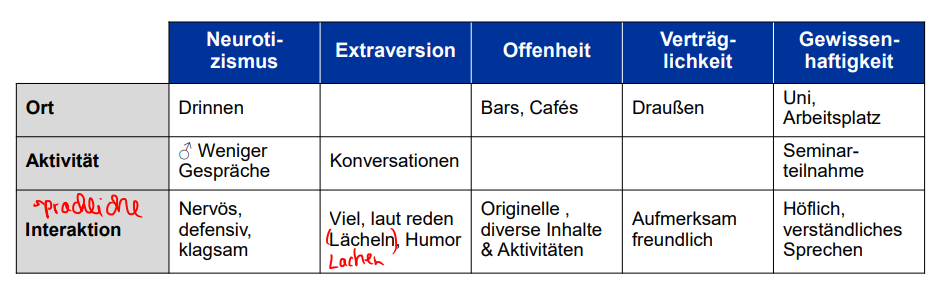 Neuroti-
zismus
Extraversion
Offenheit
Verträg-
lichkeit
Gewissen-
haftigkeit
Ort
Drinnen
Bars, Cafés
Draußen
Uni,
Arbeitsplatz
Aktivität
♂ Weniger
Gespräche
Konversationen
Seminar-
teilnahme
sprachliche
Interaktion
Nervös,
defensiv,
klagsam
Viel, laut reden
(Lächeln), Humor
Lachen
Originelle ,
diverse Inhalte
& Aktivitäten
Aufmerksam
freundlich
Höflich,
verständliches
Sprechen